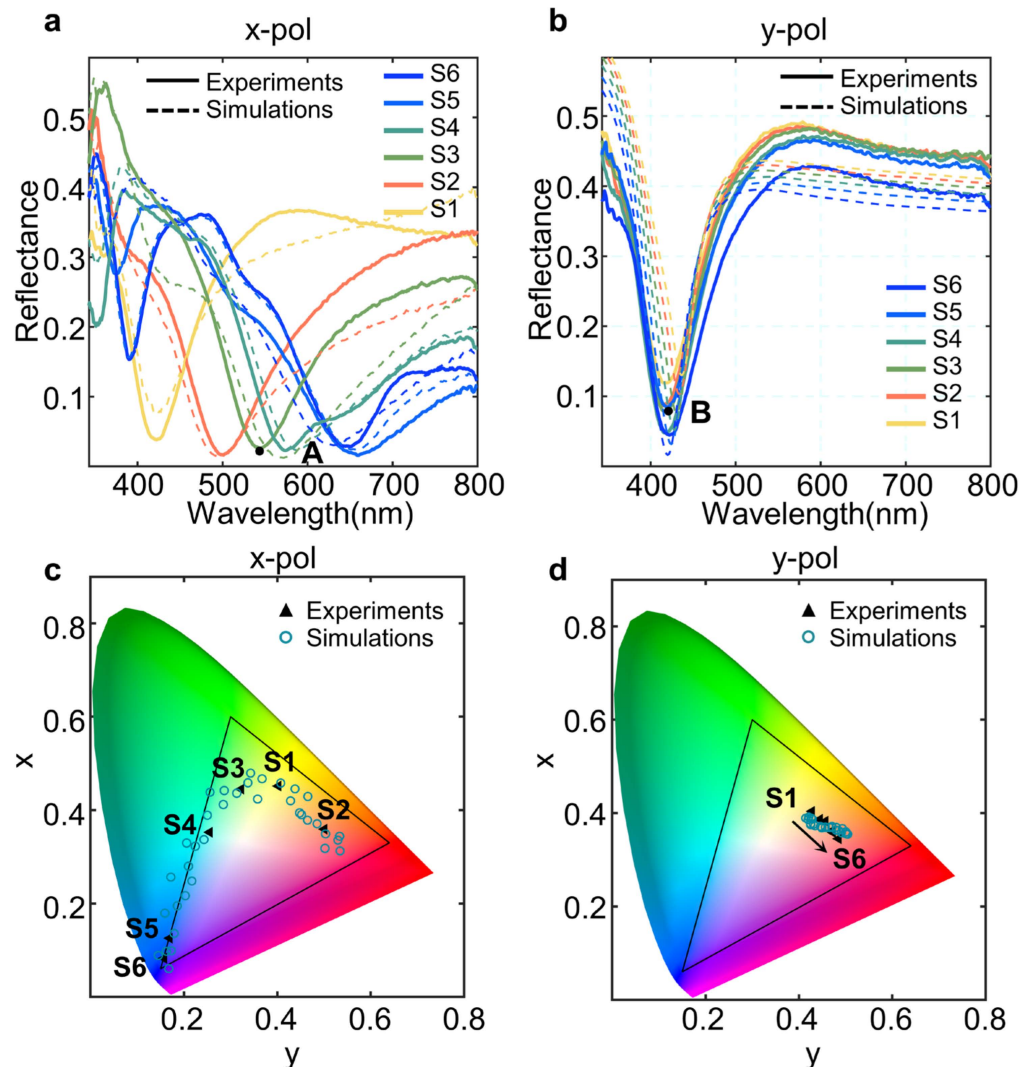 a
x-pol
Experiments
Simulations
S6
S5
S4
S3
S2
S1
0.5
0.4
0.3
0.2
0.1
Reflectance
A
400
500
600
700
800
Wavelength(nm)
b
y-pol
Experiments
Simulations
0.5
0.4
0.3
0.2
0.1
Reflectance
S6
S5
S4
S3
S2
S1
B
400
500
600
700
800
Wavelength(nm)
c
x-pol
Experiments
Simulations
0.8
0.6
0.4
0.2
x
S3
S1
S2
S4
S5
S6
0.2
0.4
0.6
0.8
y
d
y-pol
Experiments
Simulations
0.8
0.6
0.4
0.2
x
S1
S6
0.2
0.4
0.6
0.8
y